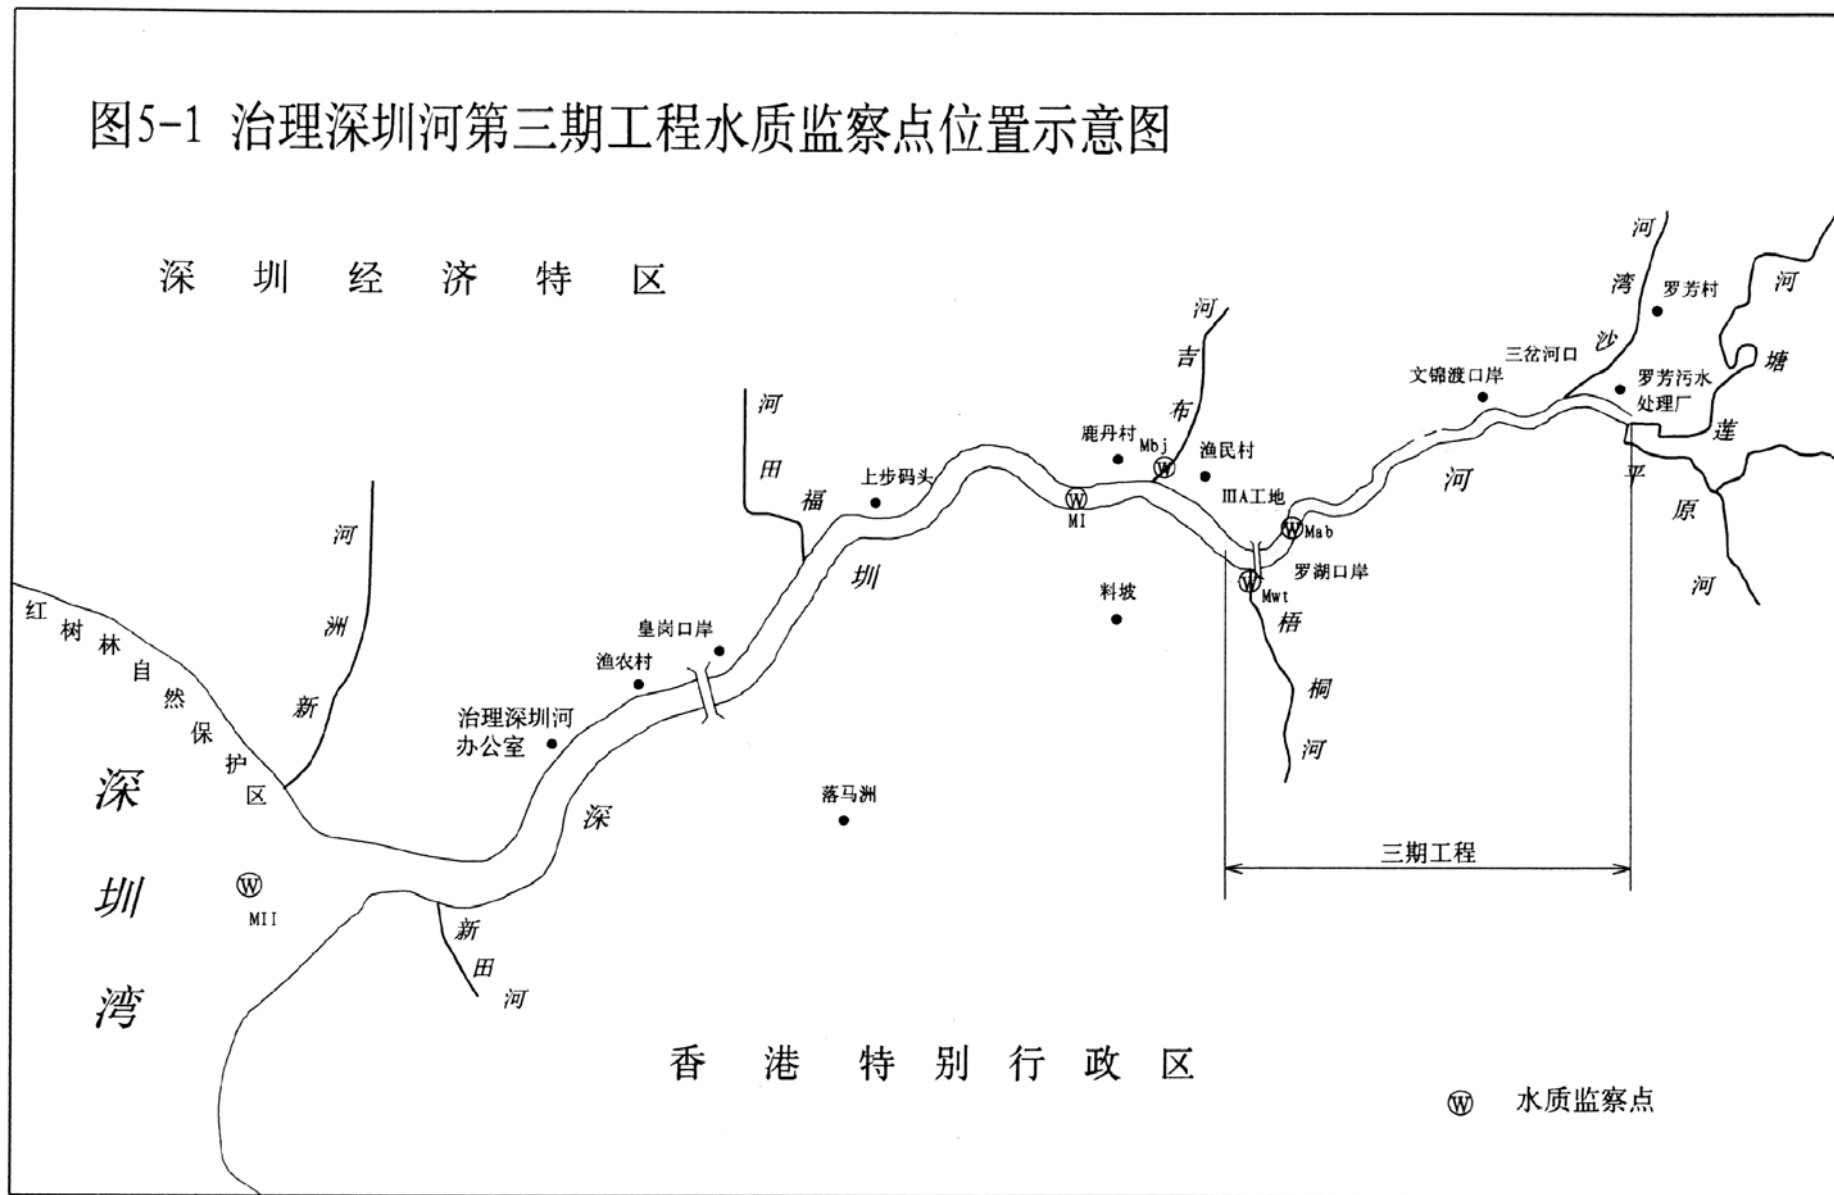 图5-1 治理深圳河第三期工程水质监察点位置示意图
深圳经济特区
河湾沙
罗芳村
河塘莲
三岔河口
文锦渡口岸
罗芳污水
处理厂
平原河
河吉布
鹿丹村
Mbj
渔民村
IIIA工地
Mab
罗湖口岸
Mwt
MI
河田福
上步码头
料坡
梧桐河
河洲新
皇岗口岸
渔农村
治理深圳河
办公室
落马洲
河圳深
三期工程
红树林自然保护区
深圳湾
MII
新田河
香港特别行政区
W 水质监察点